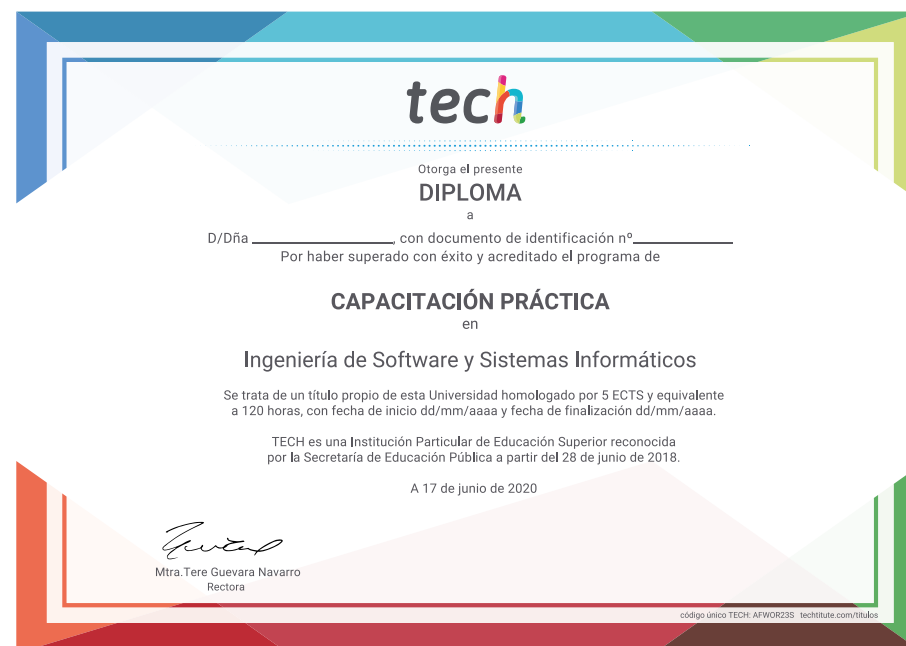 tech
Otorga el presente
DIPLOMA
a
D/Dña ____________________, con documento de identificación nº______________
Por haber superado con éxito y acreditado el programa de
CAPACITACIÓN PRÁCTICA
en
Ingeniería de Software y Sistemas Informáticos
Se trata de un título propio de esta Universidad homologado por 5 ECTS y equivalente
a 120 horas, con fecha de inicio dd/mm/aaaa y fecha de finalización dd/mm/aaaa.
TECH es una Institución Particular de Educación Superior reconocida
por la Secretaría de Educación Pública a partir del 28 de junio de 2018.
A 17 de junio de 2020
Mtra.Tere Guevara Navarro
Rectora
código único TECH: AFWOR23S techtitute.com/titulos